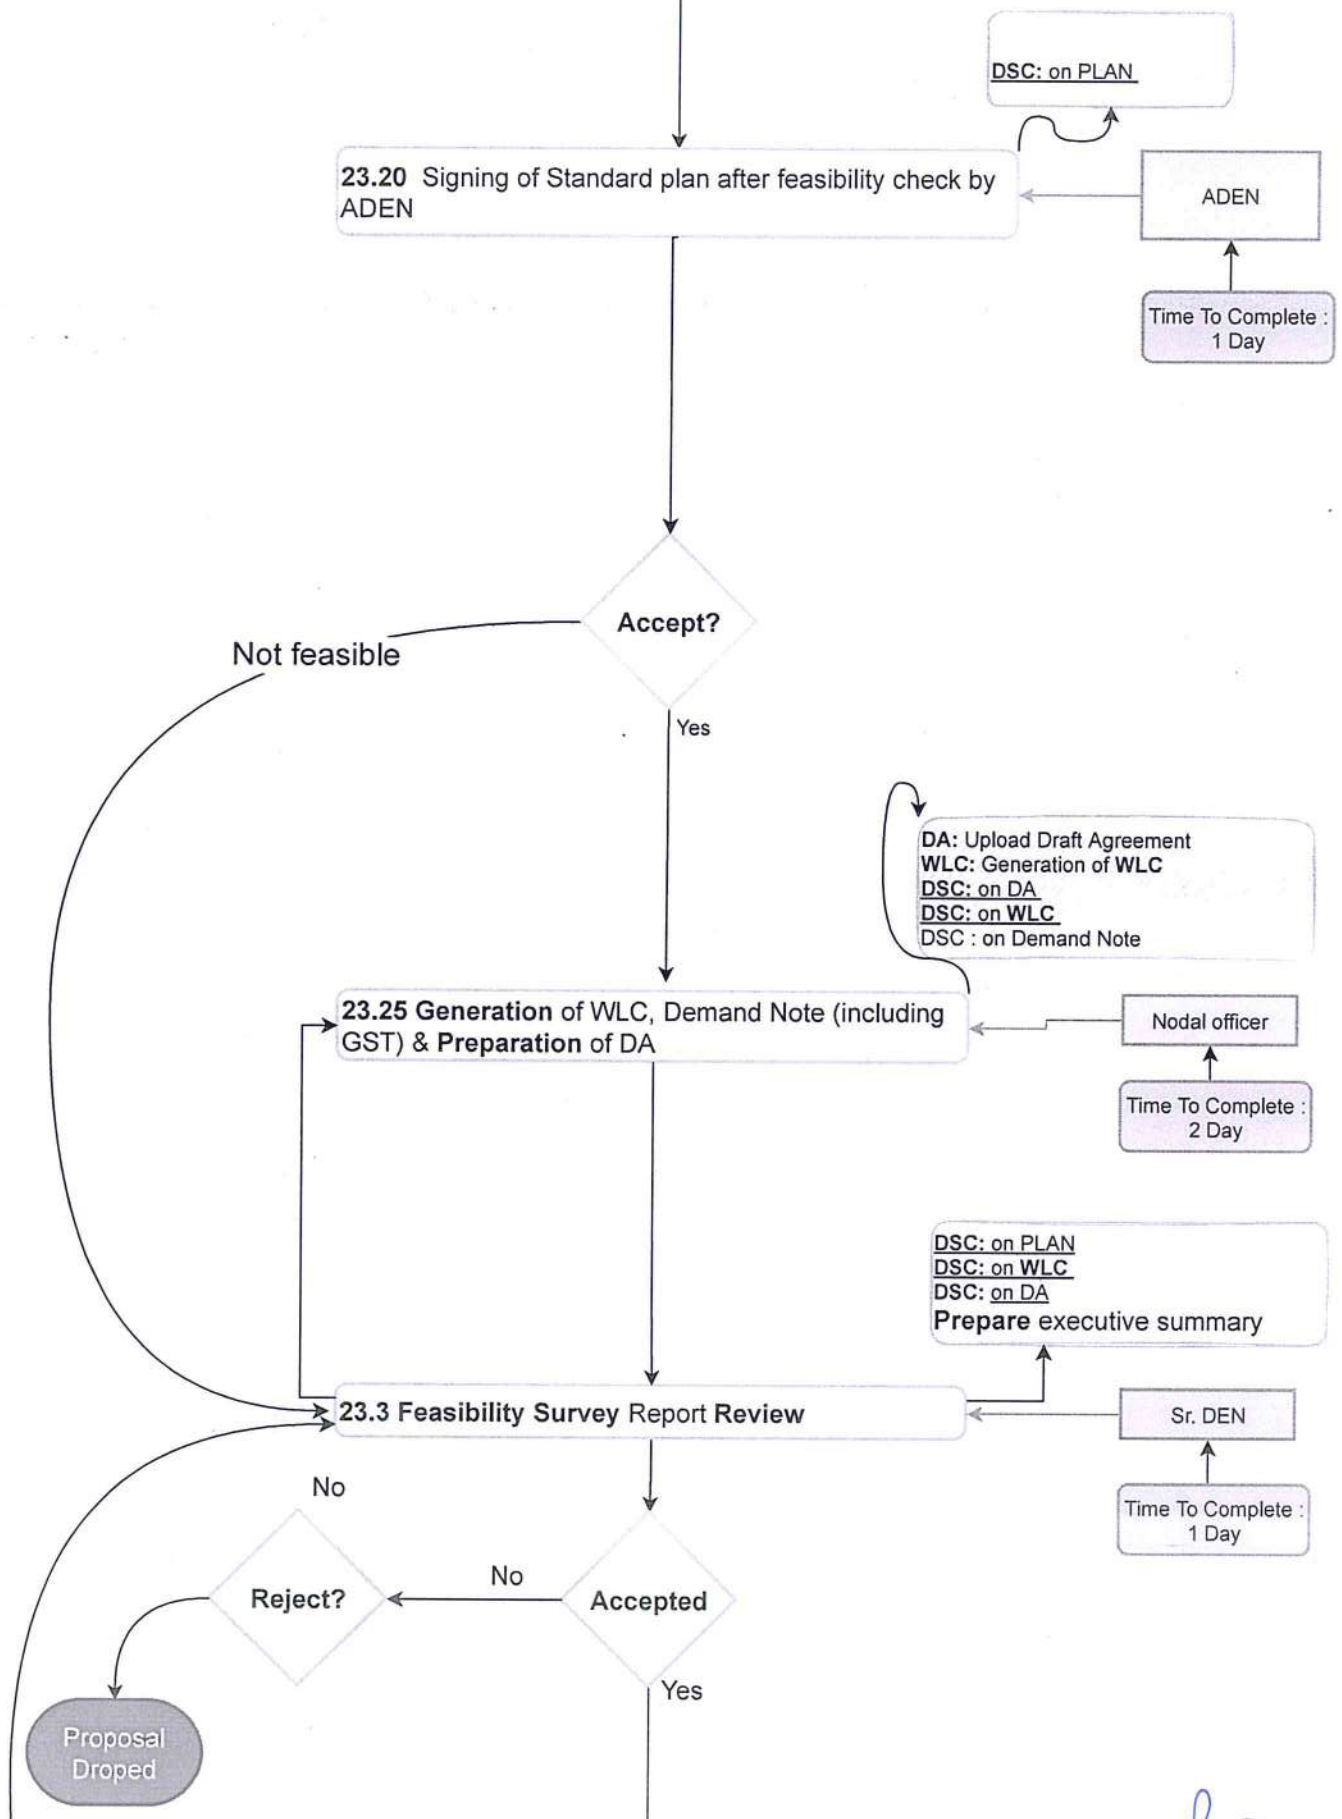 DSC: on PLAN
23.20 Signing of Standard plan after feasibility check by
ADEN
ADEN
Time To Complete :
1 Day
Accept?
Not feasible
Yes
DA: Upload Draft Agreement
WLC: Generation of WLC
DSC: on DA
DSC: on WLC
DSC : on Demand Note
23.25 Generation of WLC, Demand Note (including
GST) & Preparation of DA
Nodal officer
Time To Complete :
2 Day
DSC: on PLAN
DSC: on WLC
DSC: on DA
Prepare executive summary
23.3 Feasibility Survey Report Review
Sr. DEN
Time To Complete :
1 Day
No
Reject?
No
Accepted
Yes
Proposal
Droped